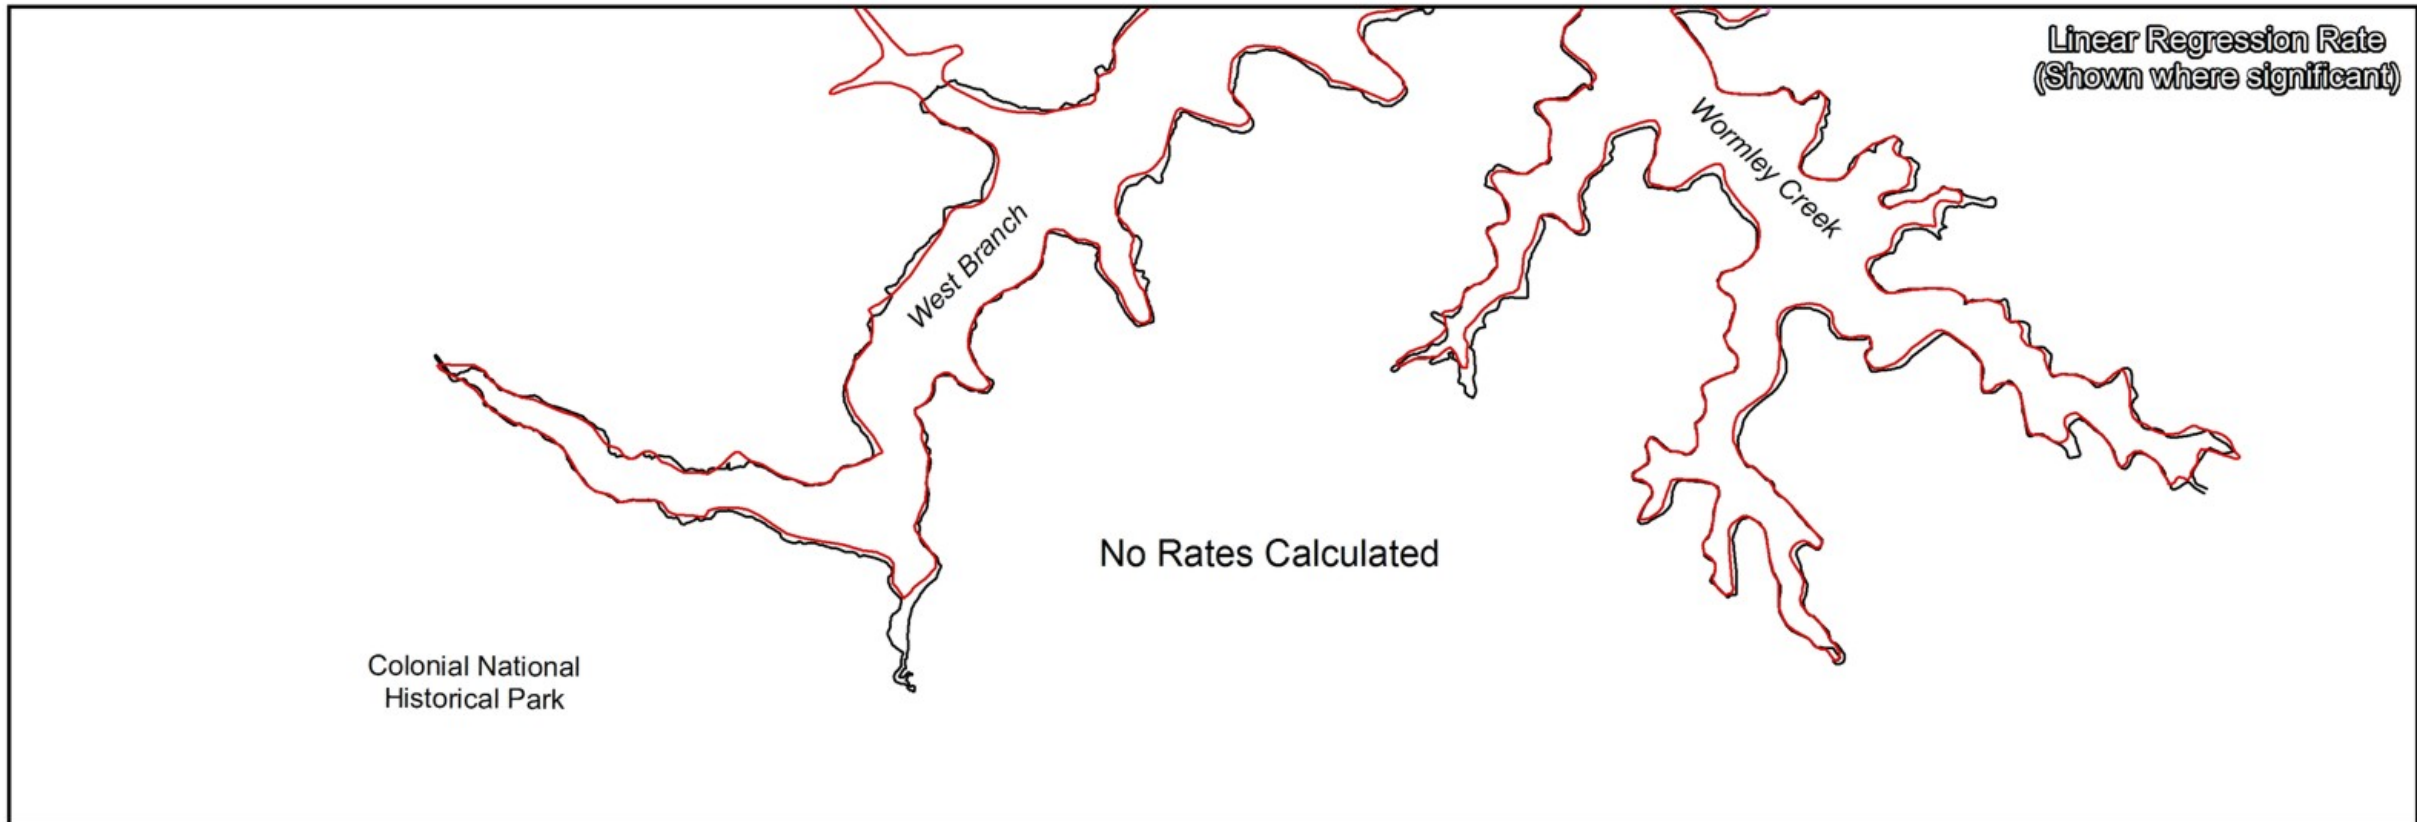 Linear Regression Rate
(Shown where significant)
Wormley Creek
West Branch
No Rates Calculated
Colonial National
Historical Park